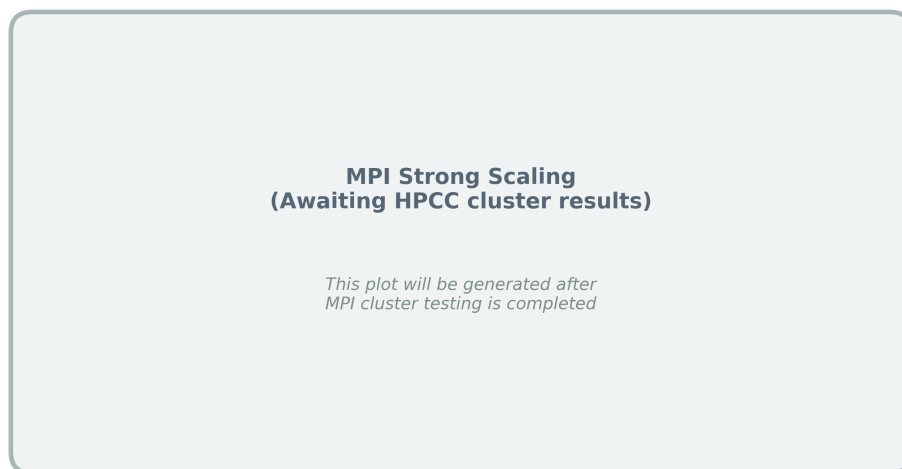 MPI Strong Scaling
(Awaiting HPCC cluster results)
This plot will be generated after
MPI cluster testing is completed